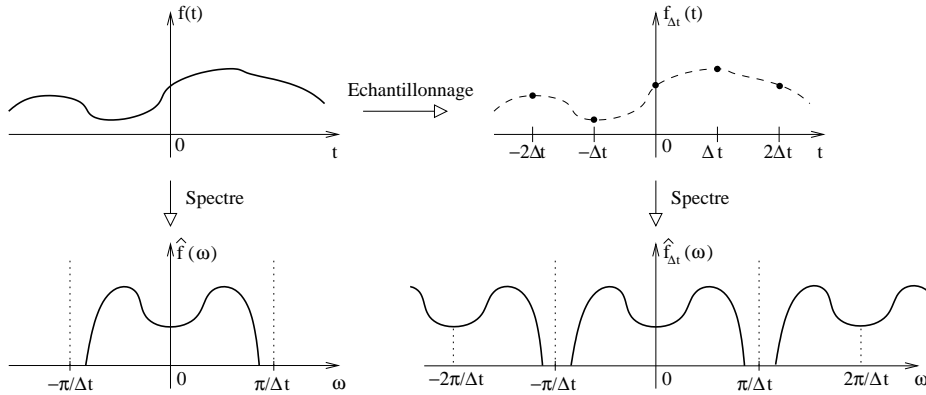 f(t)
f_Δt(t)
Echantillonnage
0
t
−2Δt
−Δt
0
Δt
2Δt
t
Spectre
Spectre
f̂(ω)
f̂_Δt(ω)
−π/Δt
0
π/Δt
ω
−2π/Δt
−π/Δt
0
π/Δt
2π/Δt
ω